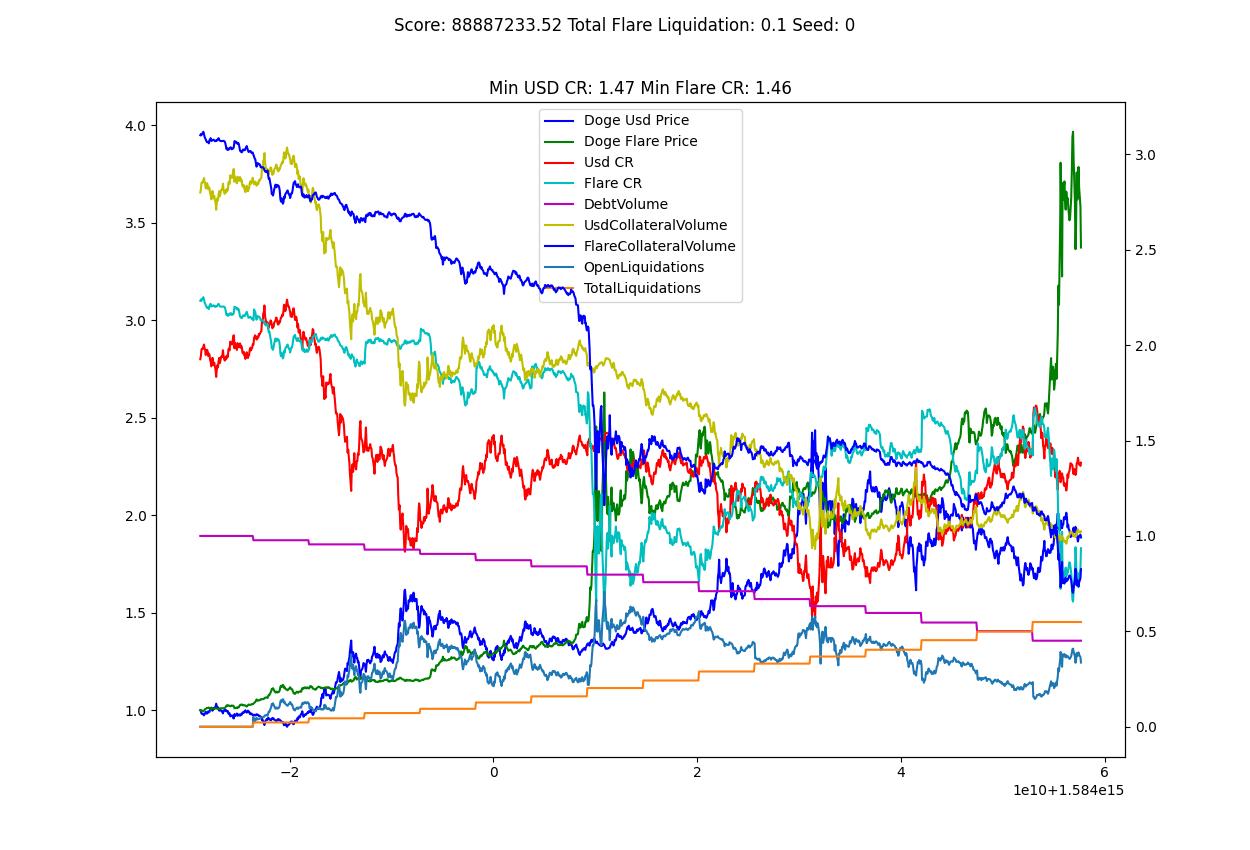 Score: 88887233.52 Total Flare Liquidation: 0.1 Seed: 0
Min USD CR: 1.47 Min Flare CR: 1.46
Doge Usd Price
Doge Flare Price
Usd CR
Flare CR
DebtVolume
UsdCollateralVolume
FlareCollateralVolume
OpenLiquidations
TotalLiquidations
4.0
3.5
3.0
2.5
2.0
1.5
1.0
3.0
2.5
2.0
1.5
1.0
0.5
0.0
−2 0 2 4 6
1e10+1.584e15